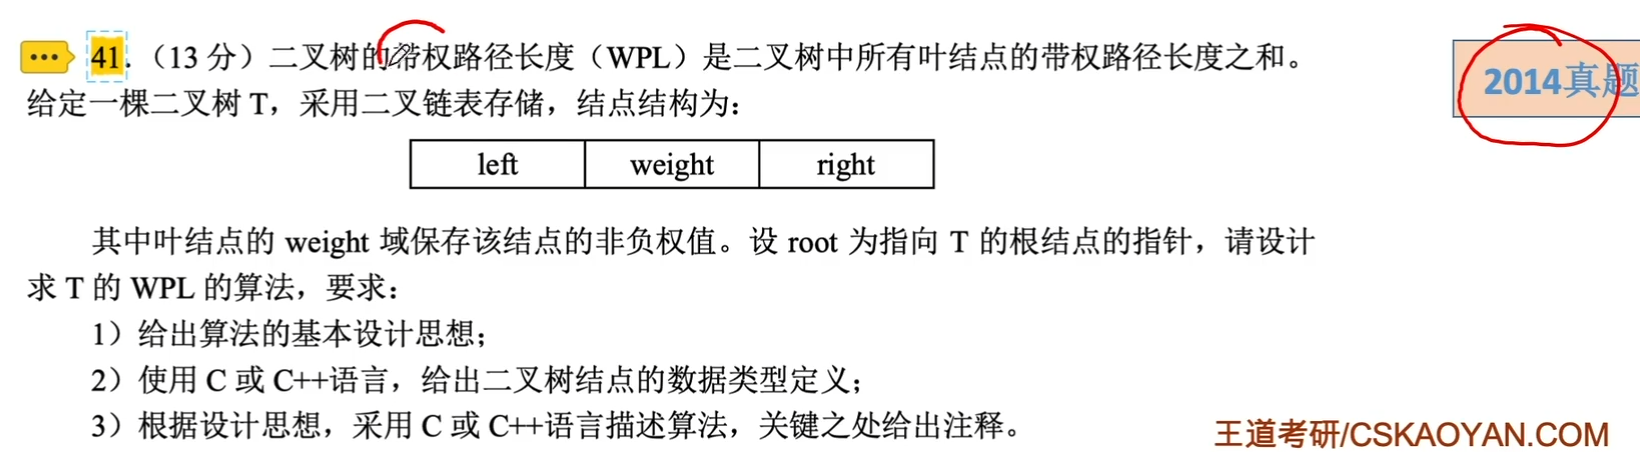 41.（13 分）二叉树的带权路径长度（WPL）是二叉树中所有叶结点的带权路径长度之和。
2014真题
给定一棵二叉树 T，采用二叉链表存储，结点结构为：
left weight right
其中叶结点的 weight 域保存该结点的非负权值。设 root 为指向 T 的根结点的指针，请设计
求 T 的 WPL 的算法，要求：
1）给出算法的基本设计思想；
2）使用 C 或 C++语言，给出二叉树结点的数据类型定义；
3）根据设计思想，采用 C 或 C++语言描述算法，关键之处给出注释。
王道考研/CSKAOYAN.COM